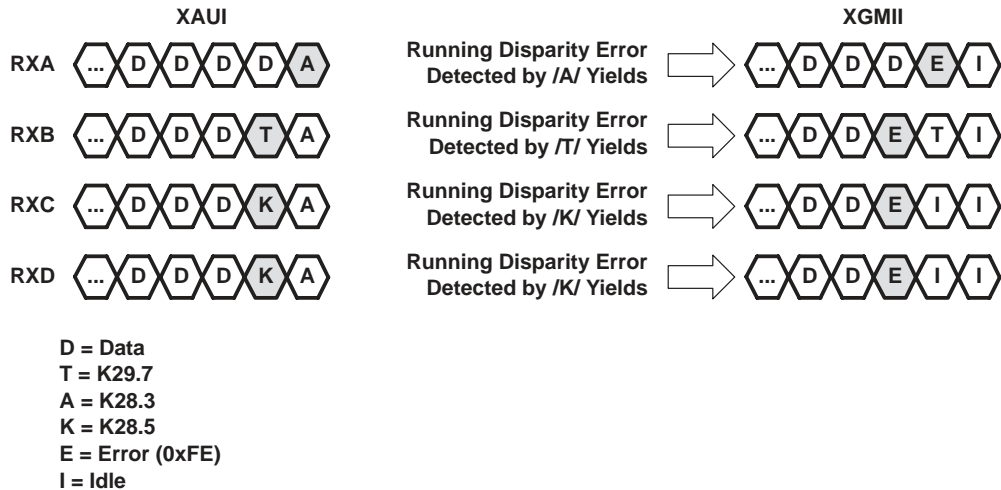 XAUI XGMII
RXA ... D D D D A Running Disparity Error Detected by /A/ Yields ... D D D E I
RXB ... D D D T A Running Disparity Error Detected by /T/ Yields ... D D E T I
RXC ... D D D K A Running Disparity Error Detected by /K/ Yields ... D D E I I
RXD ... D D D K A Running Disparity Error Detected by /K/ Yields ... D D E I I
D = Data
T = K29.7
A = K28.3
K = K28.5
E = Error (0xFE)
I = Idle